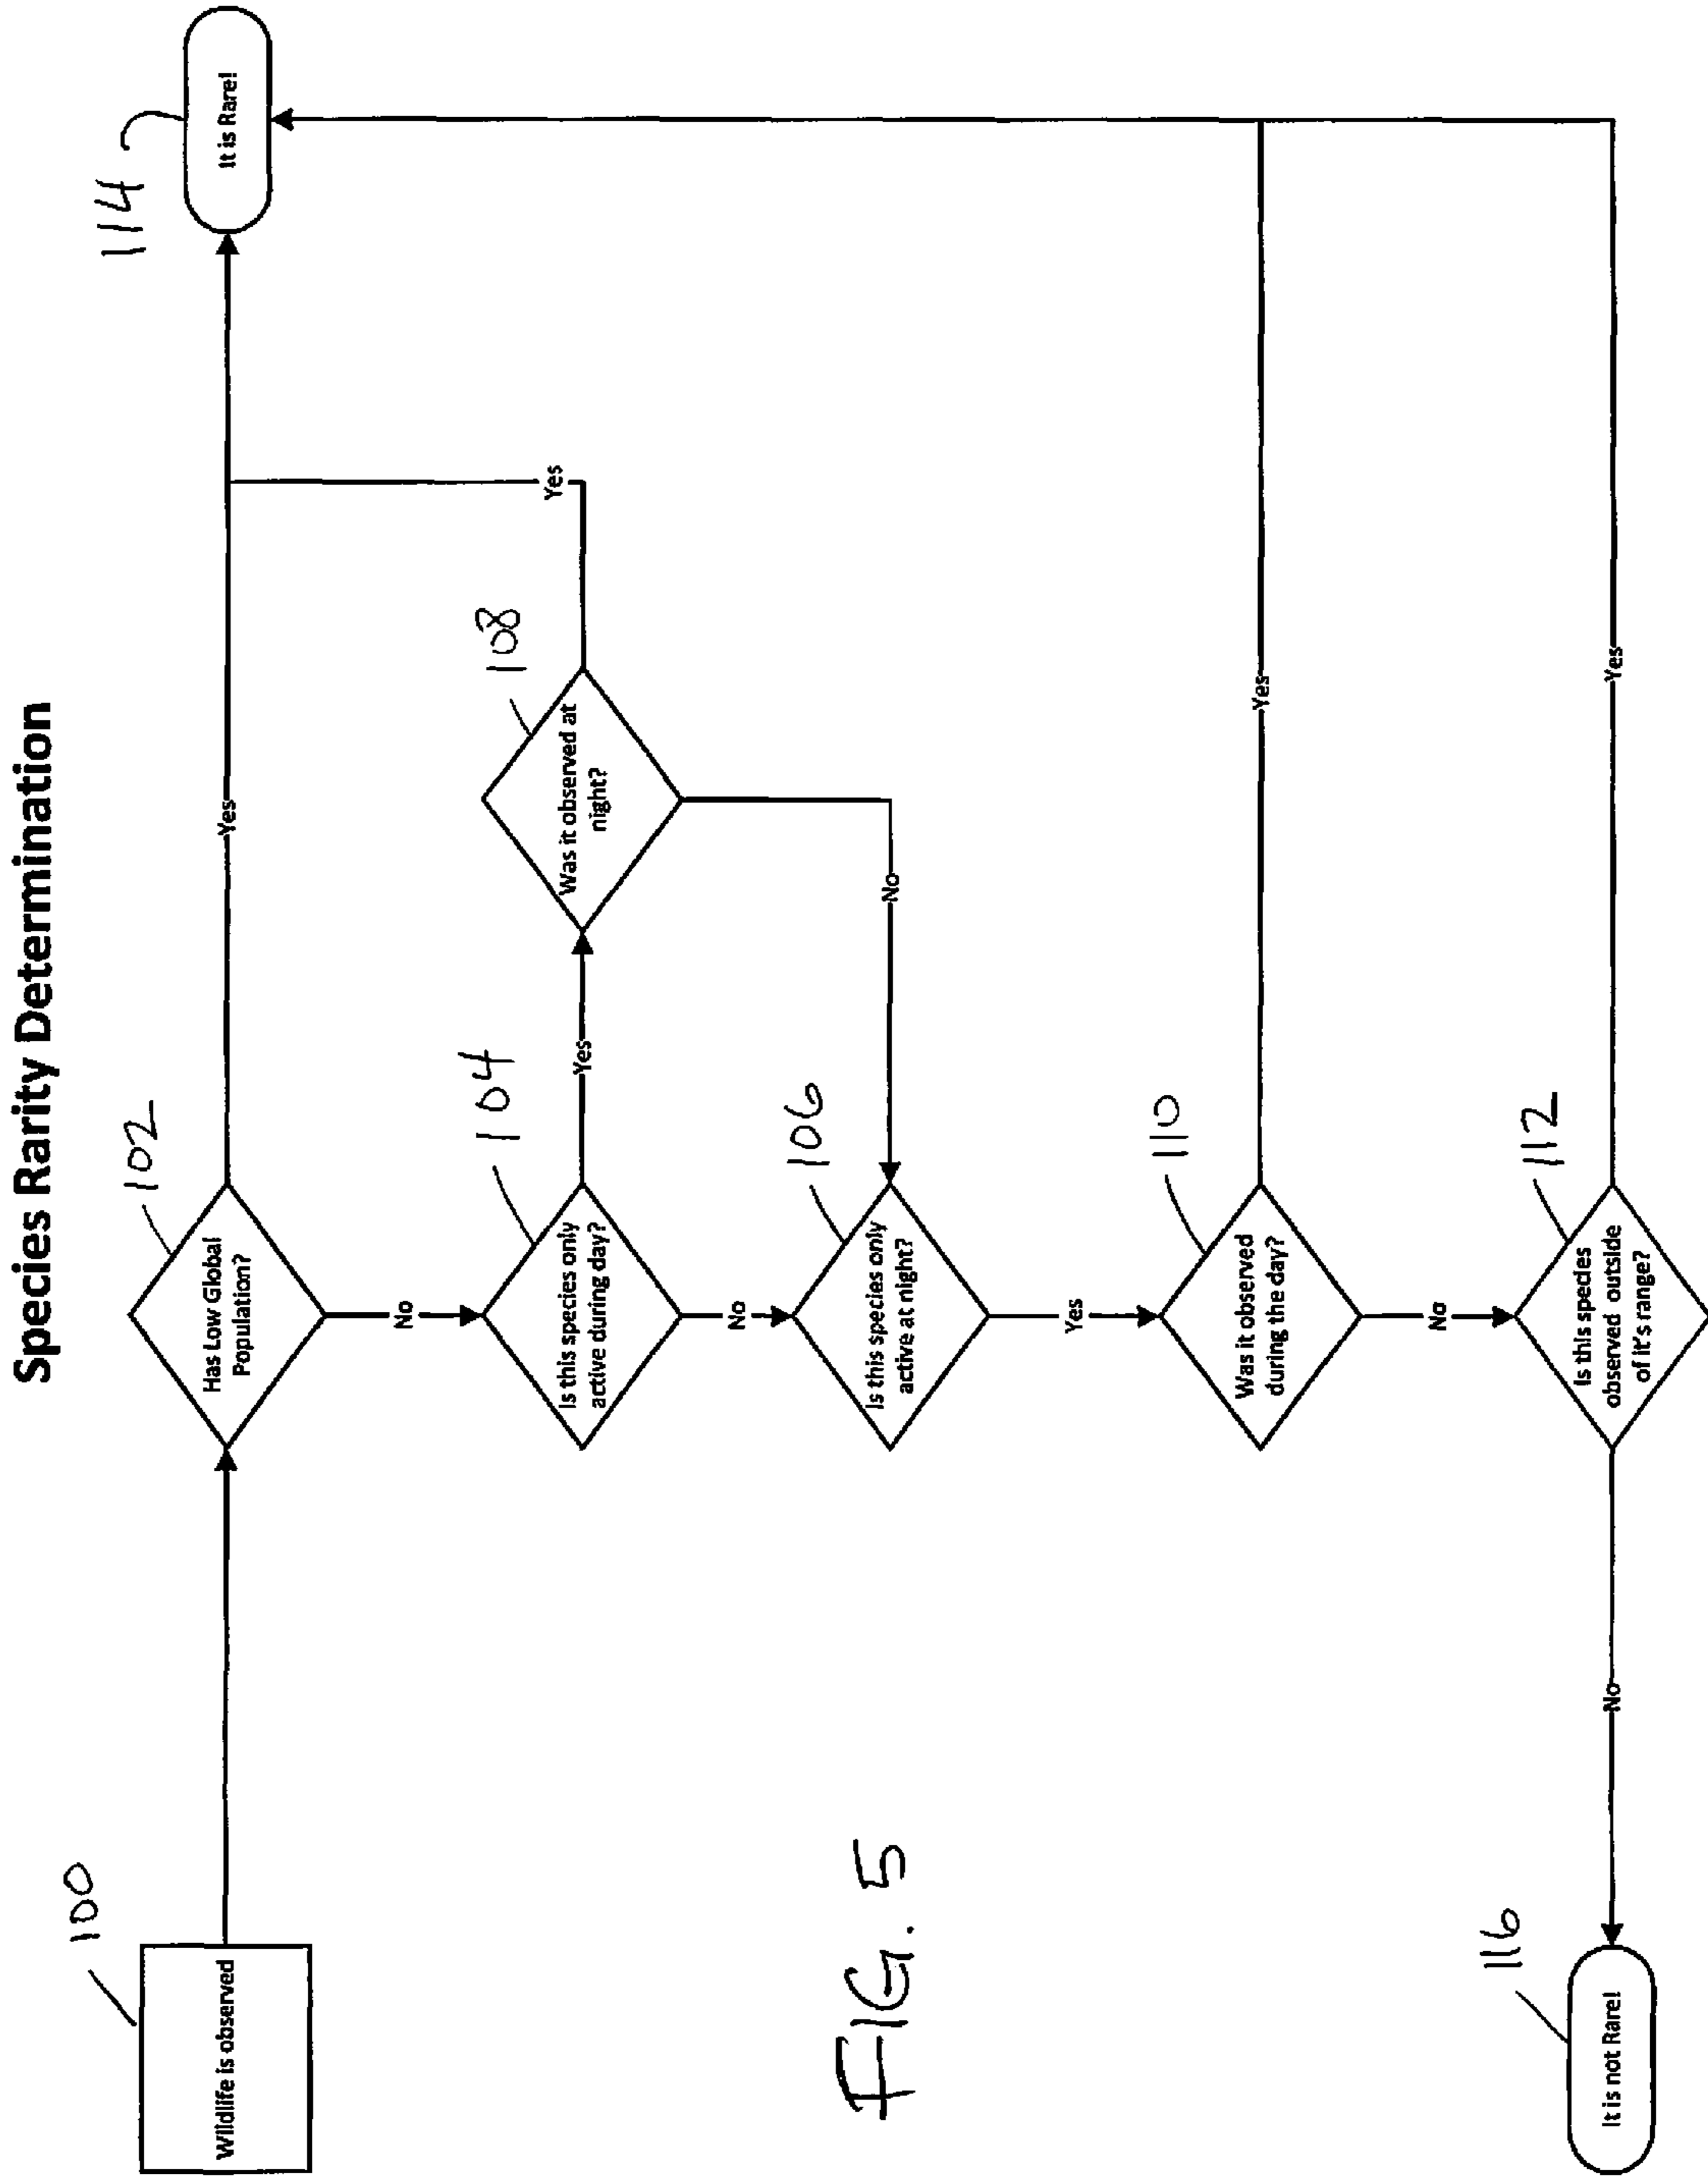 Species Rarity Determination
100
Wildlife is observed
102
Has Low Global
Population?
Yes
114
It is Rare!
No
104
Is this species only
active during day?
Yes
108
Was it observed at
night?
Yes
No
No
106
Is this species only
active at night?
Yes
110
Was it observed
during the day?
Yes
No
112
Is this species
observed outside
of it's range?
Yes
No
116
It is not Rare!
FIG. 5